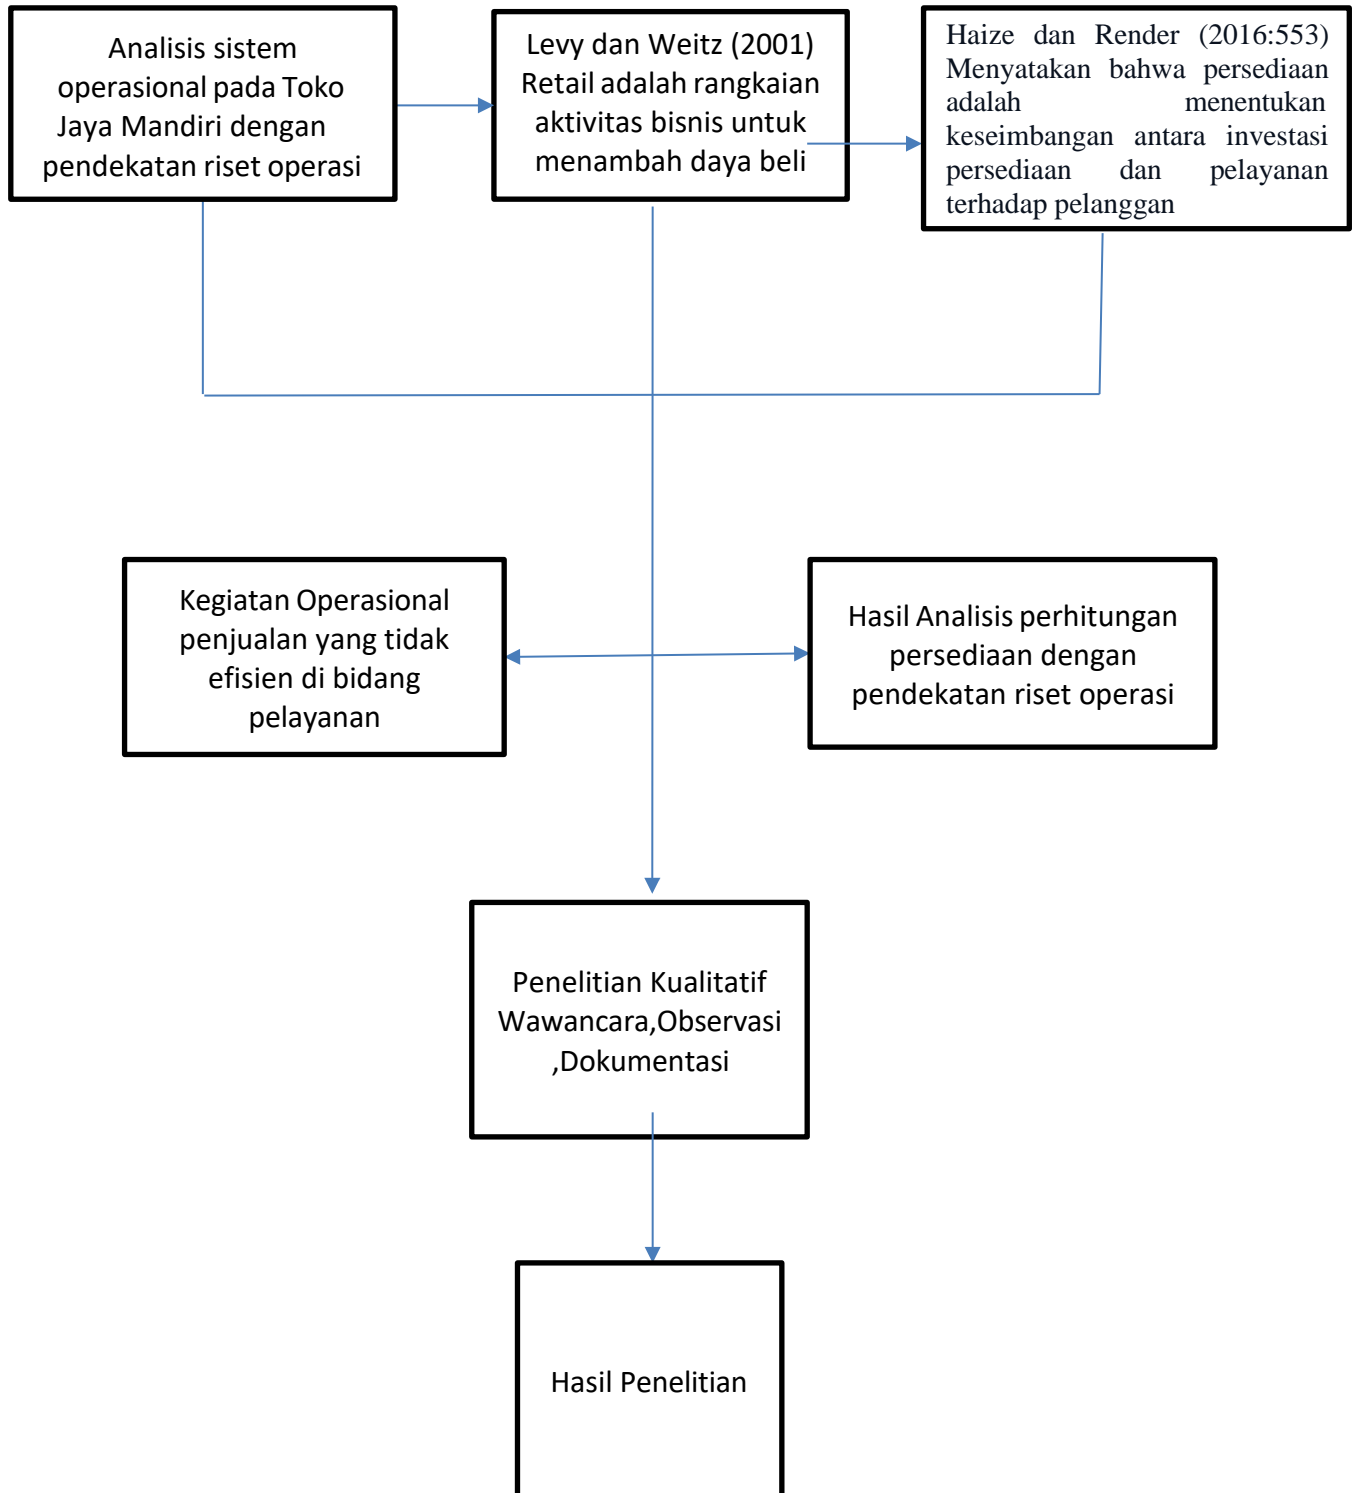 Analisis sistem
operasional pada Toko
Jaya Mandiri dengan
pendekatan riset operasi
Levy dan Weitz (2001)
Retail adalah rangkaian
aktivitas bisnis untuk
menambah daya beli
Haize dan Render (2016:553)
Menyatakan bahwa persediaan
adalah menentukan
keseimbangan antara investasi
persediaan dan pelayanan
terhadap pelanggan
Kegiatan Operasional
penjualan yang tidak
efisien di bidang
pelayanan
Hasil Analisis perhitungan
persediaan dengan
pendekatan riset operasi
Penelitian Kualitatif
Wawancara,Observasi
,Dokumentasi
Hasil Penelitian